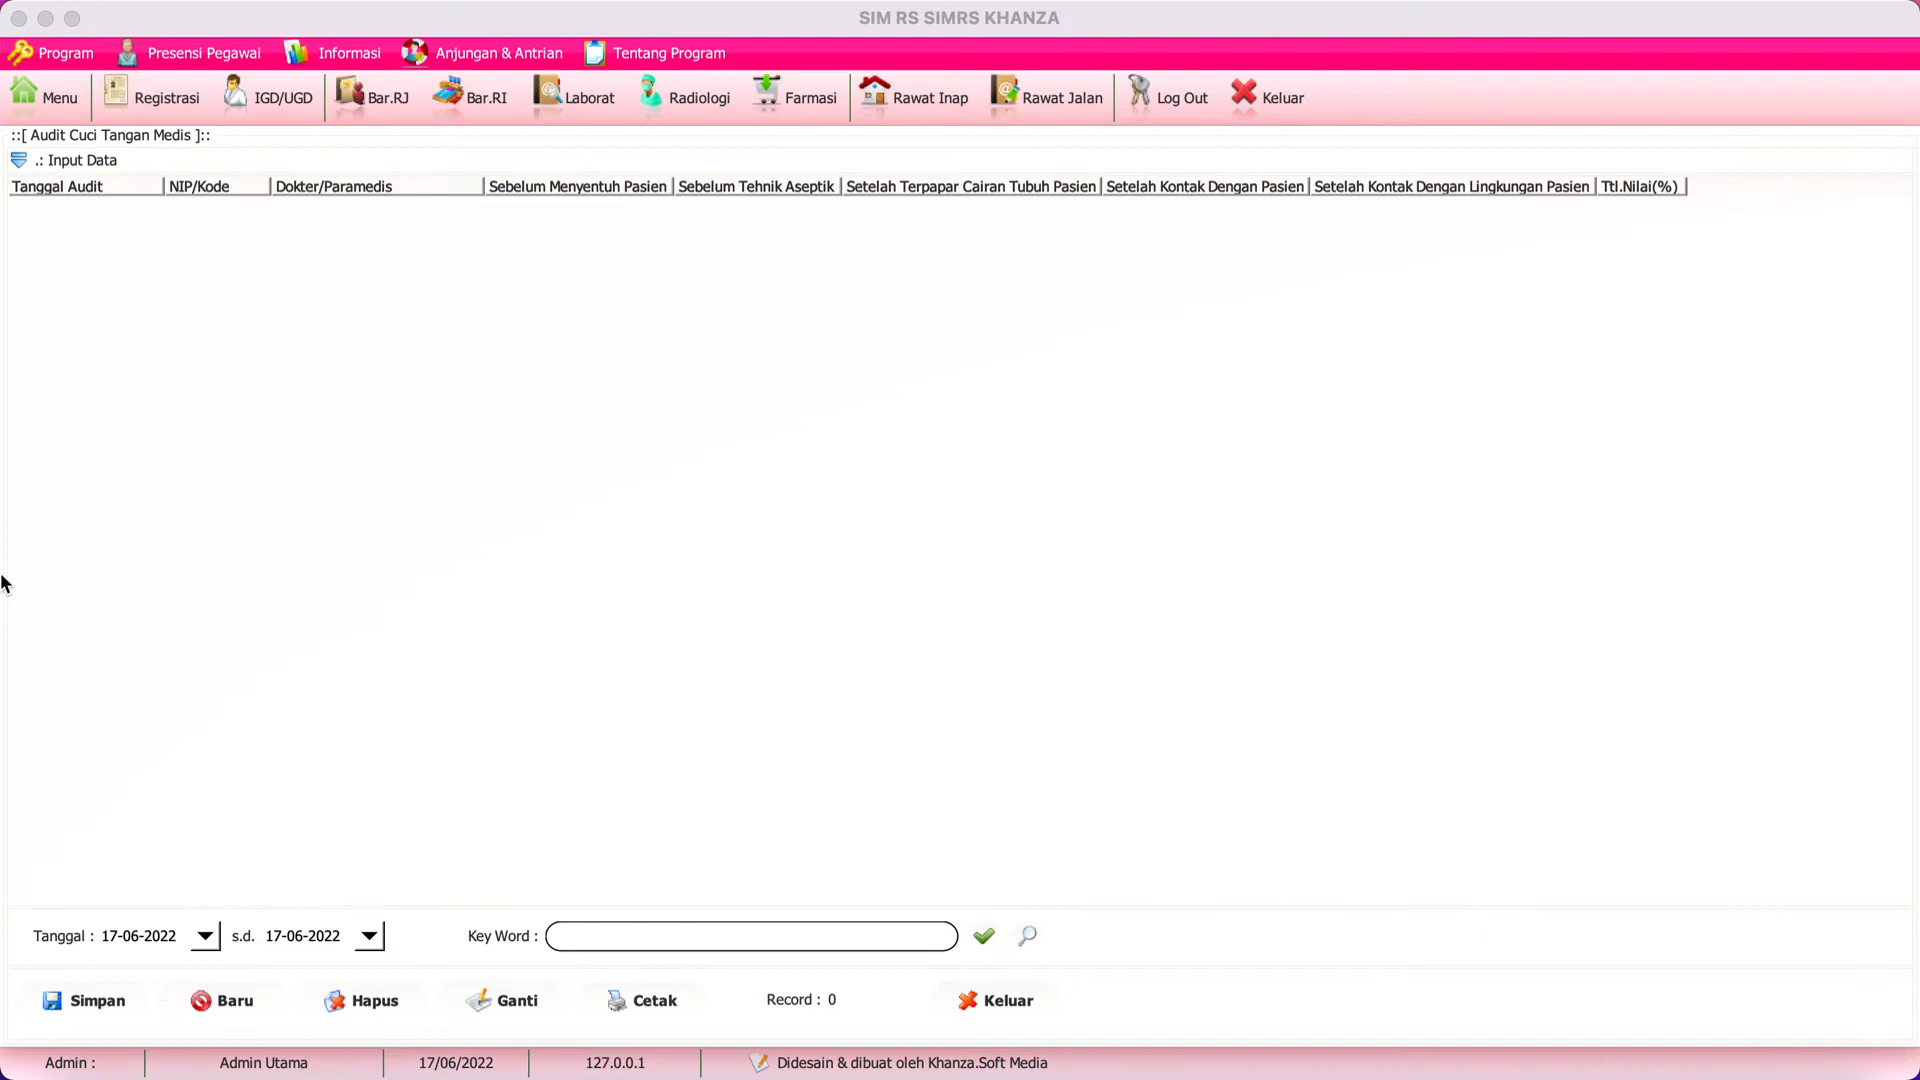 SIM RS SIMRS KHANZA
Program Presensi Pegawai Informasi Anjungan & Antrian Tentang Program
Menu Registrasi IGD/UGD Bar.RJ Bar.RI Laborat Radiologi Farmasi Rawat Inap Rawat Jalan Log Out Keluar
::[ Audit Cuci Tangan Medis ]::
.: Input Data
Tanggal Audit NIP/Kode Dokter/Paramedis Sebelum Menyentuh Pasien Sebelum Tehnik Aseptik Setelah Terpapar Cairan Tubuh Pasien Setelah Kontak Dengan Pasien Setelah Kontak Dengan Lingkungan Pasien Ttl.Nilai(%)
Tanggal : 17-06-2022 s.d. 17-06-2022 Key Word :
Simpan Baru Hapus Ganti Cetak Record : 0 Keluar
Admin : Admin Utama 17/06/2022 127.0.0.1 Didesain & dibuat oleh Khanza.Soft Media